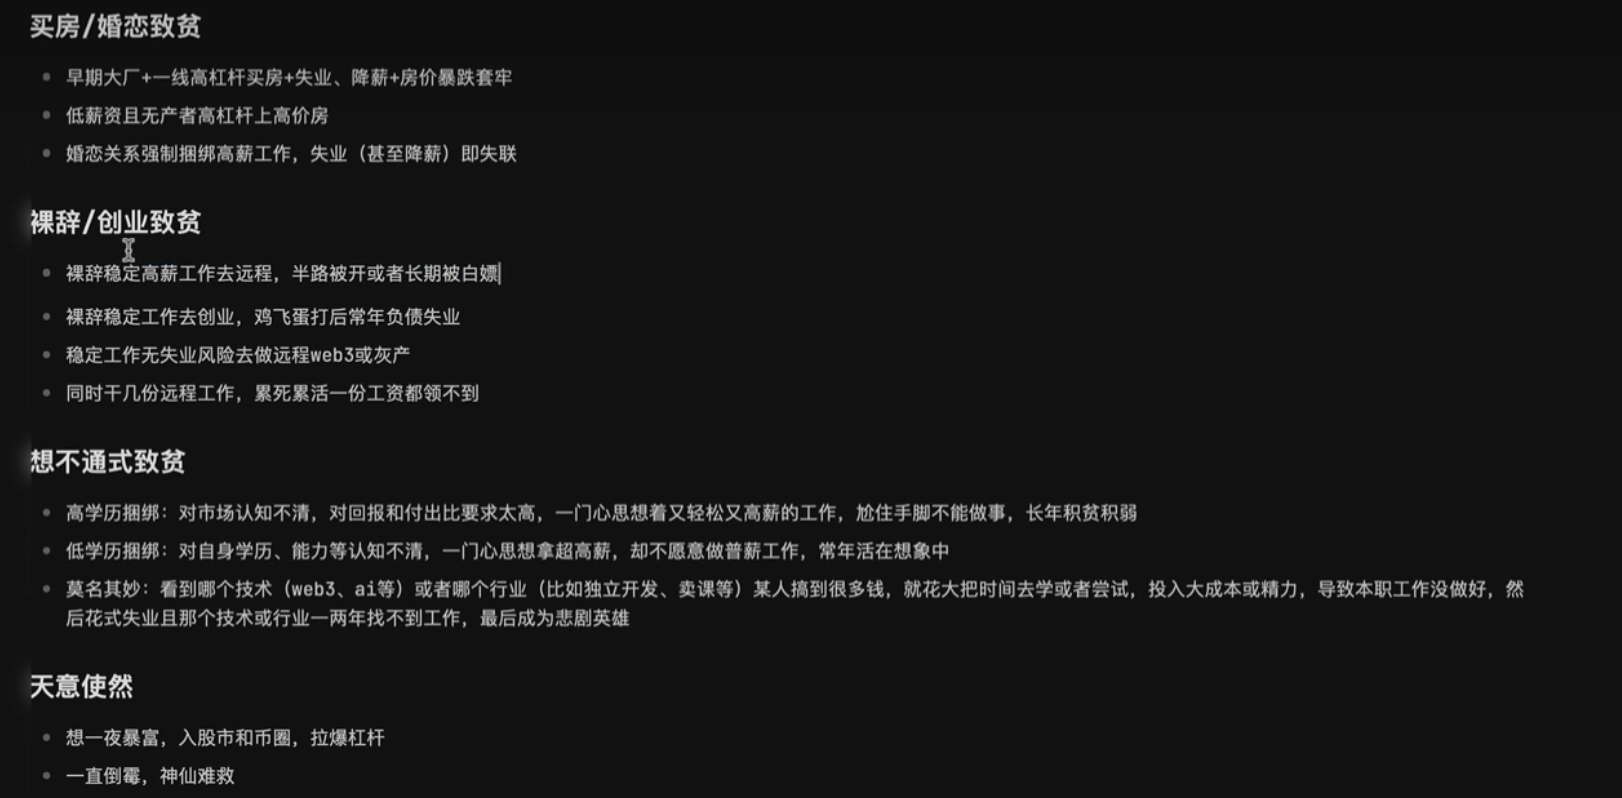 买房/婚恋致贫
早期大厂+一线高杠杆买房+失业、降薪+房价暴跌套牢
低薪资且无产者高杠杆上高价房
婚恋关系强制捆绑高薪工作，失业（甚至降薪）即失联
裸辞/创业致贫
裸辞稳定高薪工作去远程，半路被开或者长期被白嫖
裸辞稳定工作去创业，鸡飞蛋打后常年负债失业
稳定工作无失业风险去做远程web3或灰产
同时干几份远程工作，累死累活一份工资都领不到
想不通式致贫
高学历捆绑：对市场认知不清，对回报和付出比要求太高，一门心思想着又轻松又高薪的工作，尬住手脚不能做事，长年积贫积弱
低学历捆绑：对自身学历、能力等认知不清，一门心思想拿超高薪，却不愿意做普薪工作，常年活在想象中
莫名其妙：看到哪个技术（web3、ai等）或者哪个行业（比如独立开发、卖课等）某人搞到很多钱，就花大把时间去学或者尝试，投入大成本或精力，导致本职工作没做好，然
后花式失业且那个技术或行业一两年找不到工作，最后成为悲剧英雄
天意使然
想一夜暴富，入股市和币圈，拉爆杠杆
一直倒霉，神仙难救